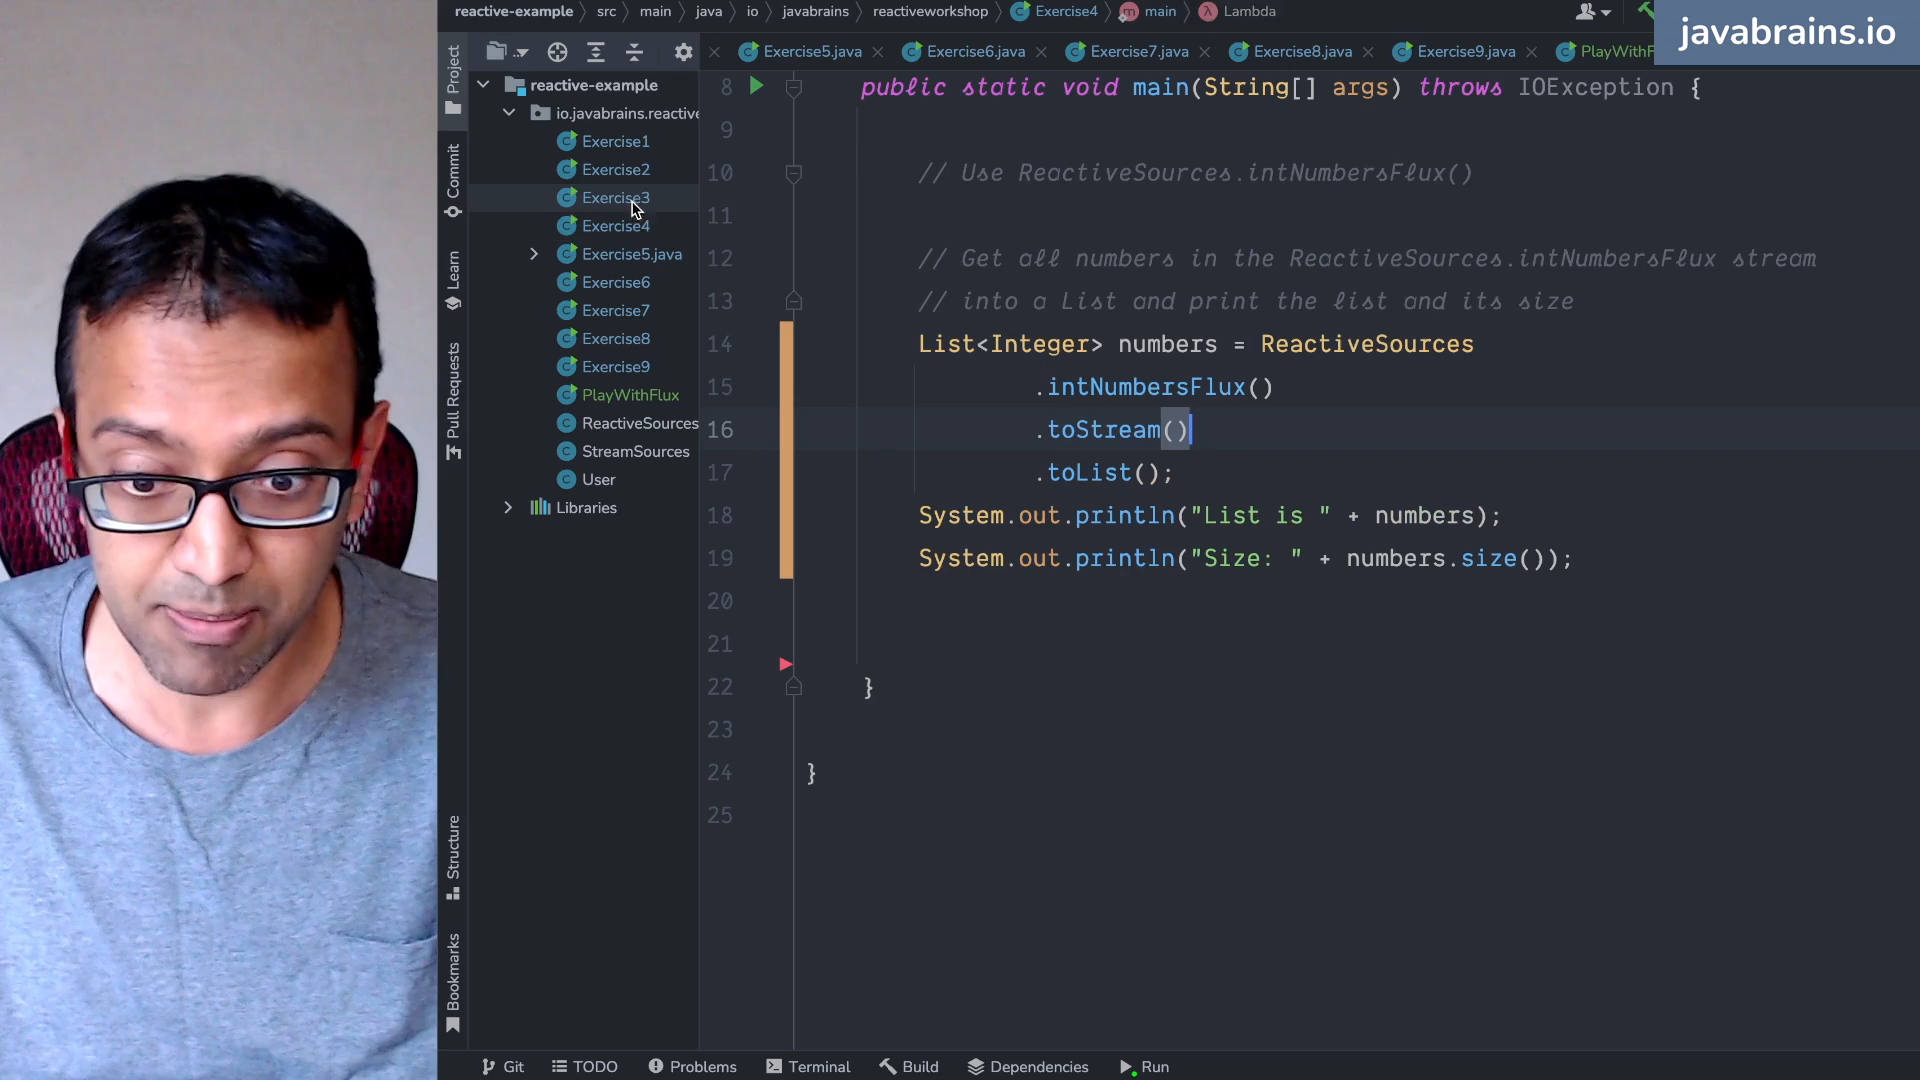 reactive-example
src
main
java
io
javabrains
reactiveworkshop
Exercise4
main
Lambda
javabrains.io
Exercise5.java
Exercise6.java
Exercise7.java
Exercise8.java
Exercise9.java
PlayWithF
Project
Commit
Learn
Pull Requests
Structure
Bookmarks
reactive-example
io.javabrains.reactive
Exercise1
Exercise2
Exercise3
Exercise4
Exercise5.java
Exercise6
Exercise7
Exercise8
Exercise9
PlayWithFlux
ReactiveSources
StreamSources
User
Libraries
8 public static void main(String[] args) throws IOException {
9
10 // Use ReactiveSources.intNumbersFlux()
11
12 // Get all numbers in the ReactiveSources.intNumbersFlux stream
13 // into a List and print the list and its size
14 List<Integer> numbers = ReactiveSources
15 .intNumbersFlux()
16 .toStream()
17 .toList();
18 System.out.println("List is " + numbers);
19 System.out.println("Size: " + numbers.size());
20
21
22 }
23
24 }
25
Git
TODO
Problems
Terminal
Build
Dependencies
Run